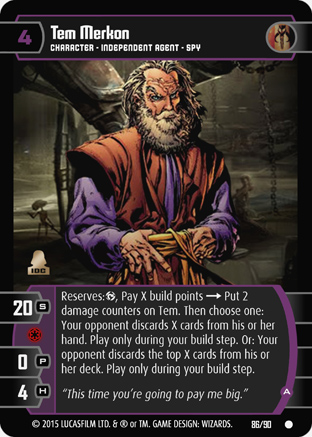 4
Tem Merkon
CHARACTER - INDEPENDENT AGENT - SPY
IDC
20 S
0 P
4 H
Reserves: , Pay X build points → Put 2
damage counters on Tem. Then choose one:
Your opponent discards X cards from his or her
hand. Play only during your build step. Or: Your
opponent discards the top X cards from his or
her deck. Play only during your build step.
"This time you're going to pay me big."
A
© 2015 LUCASFILM LTD. & ® or TM. GAME DESIGN: WIZARDS.
86/90